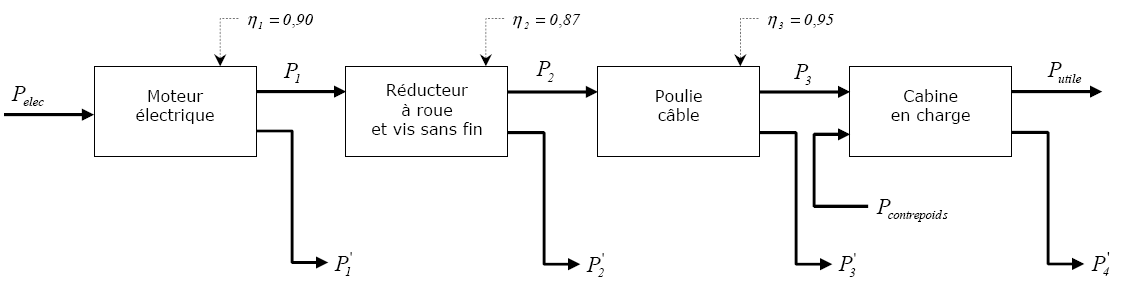 η1 = 0,90
η2 = 0,87
η3 = 0,95
Pelec
Moteur
électrique
P1
Réducteur
à roue
et vis sans fin
P2
Poulie
câble
P3
Cabine
en charge
Putile
Pcontrepoids
P'1
P'2
P'3
P'4